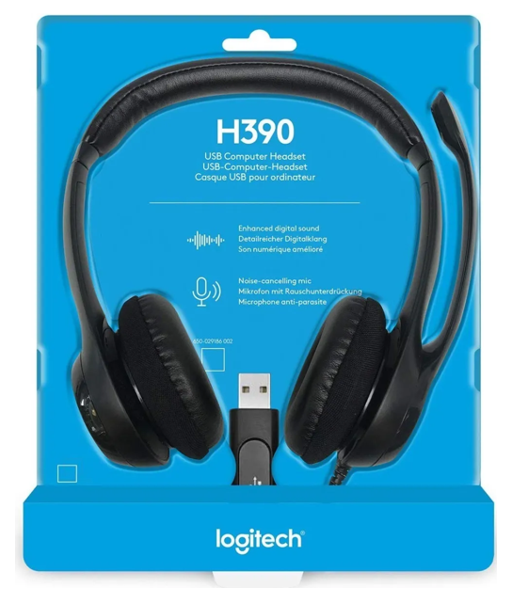 H390
USB Computer Headset
USB-Computer-Headset
Casque USB pour ordinateur
Enhanced digital sound
Detailreicher Digitalklang
Son numérique amélioré
Noise-cancelling mic
Mikrofon mit Rauschunterdrückung
Microphone anti-parasite
logitech